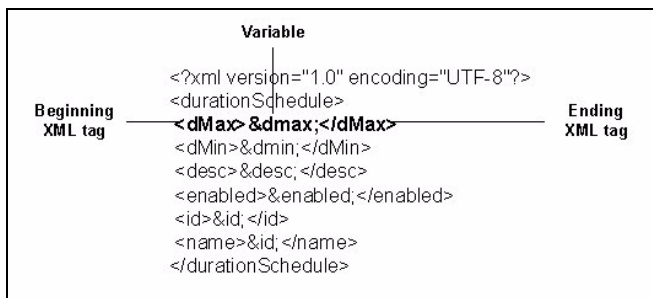 Variable
<?xml version="1.0" encoding="UTF-8"?>
<durationSchedule>
Beginning XML tag
<dMax>&dmax;</dMax>
Ending XML tag
<dMin>&dmin;</dMin>
<desc>&desc;</desc>
<enabled>&enabled;</enabled>
<id>&id;</id>
<name>&id;</name>
</durationSchedule>